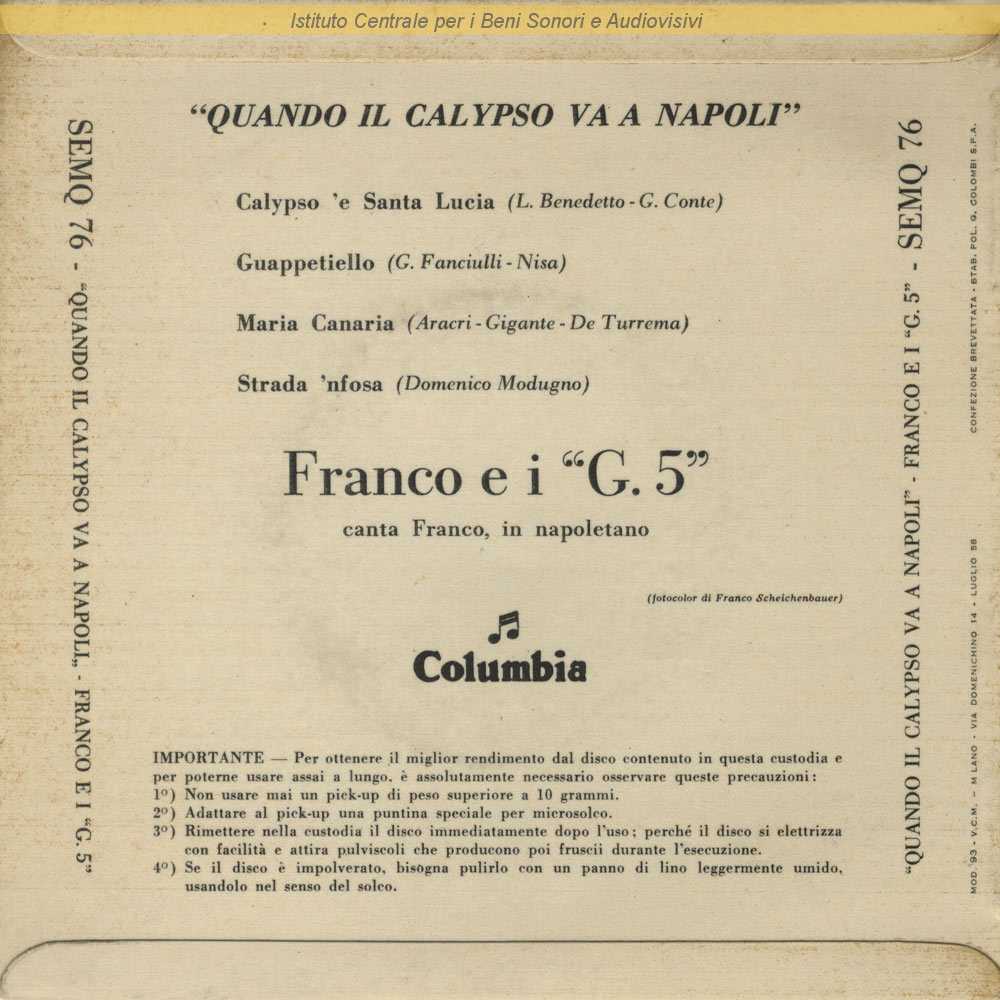 Istituto Centrale per i Beni Sonori e Audiovisivi
“QUANDO IL CALYPSO VA A NAPOLI”
Calypso 'e Santa Lucia (L. Benedetto - G. Conte)
Guappetiello (G. Fanciulli - Nisa)
Maria Canaria (Aracri - Gigante - De Turrema)
Strada 'nfosa (Domenico Modugno)
Franco e i “G. 5”
canta Franco, in napoletano
(fotocolor di Franco Scheichenbauer)
Columbia
IMPORTANTE — Per ottenere il miglior rendimento dal disco contenuto in questa custodia e
per poterne usare assai a lungo. è assolutamente necessario osservare queste precauzioni:
1º) Non usare mai un pick-up di peso superiore a 10 grammi.
2º) Adattare al pick-up una puntina speciale per microsolco.
3º) Rimettere nella custodia il disco immediatamente dopo l'uso; perché il disco si elettrizza
con facilità e attira pulviscoli che producono poi fruscii durante l'esecuzione.
4º) Se il disco è impolverato, bisogna pulirlo con un panno di lino leggermente umido,
usandolo nel senso del solco.
SEMQ 76 - “QUANDO IL CALYPSO VA A NAPOLI„ - FRANCO E I “G. 5”
“QUANDO IL CALYPSO VA A NAPOLI” - FRANCO E I “G. 5” - SEMQ 76
MOD. 93 - V.C.M. - MILANO - VIA DOMENICHINO 14 - LUGLIO 58 CONFEZIONE BREVETTATA - STAB. POL. G. COLOMBI S.P.A.